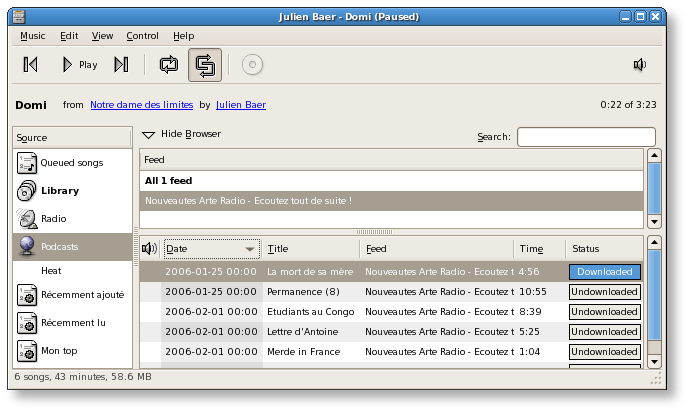 Julien Baer - Domi (Paused)
Music Edit View Control Help
Play
Domi from Notre dame des limites by Julien Baer 0:22 of 3:23
Source
Queued songs
Library
Radio
Podcasts
Heat
Récemment ajouté
Récemment lu
Mon top
Hide Browser
Search:
Feed
All 1 feed
Nouveautes Arte Radio - Ecoutez tout de suite !
Date Title Feed Time Status
2006-01-25 00:00 La mort de sa mère Nouveautes Arte Radio - Ecoutez t 4:56 Downloaded
2006-01-25 00:00 Permanence (8) Nouveautes Arte Radio - Ecoutez t 10:55 Undownloaded
2006-02-01 00:00 Etudiants au Congo Nouveautes Arte Radio - Ecoutez t 8:39 Undownloaded
2006-02-01 00:00 Lettre d'Antoine Nouveautes Arte Radio - Ecoutez t 5:25 Undownloaded
2006-02-01 00:00 Merde in France Nouveautes Arte Radio - Ecoutez t 1:04 Undownloaded
6 songs, 43 minutes, 58.6 MB